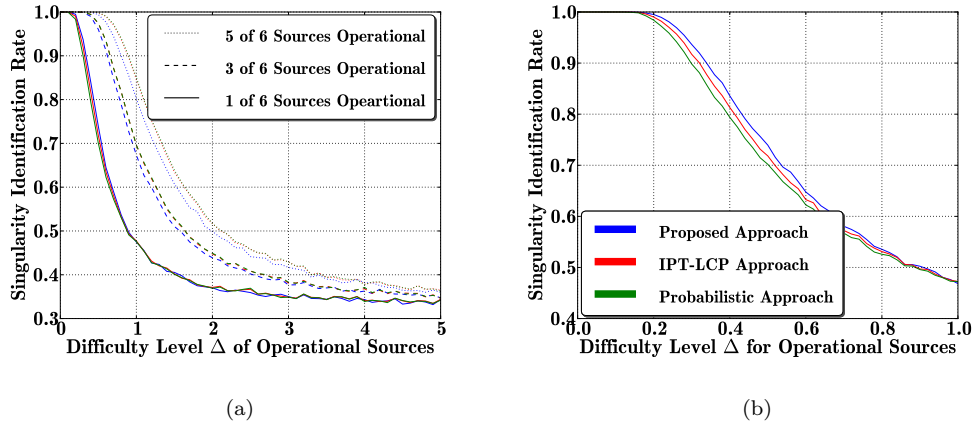 Singularity Identification Rate
1.0
0.9
0.8
0.7
0.6
0.5
0.4
0.3
5 of 6 Sources Operational
3 of 6 Sources Operational
1 of 6 Sources Opeartional
0 1 2 3 4 5
Difficulty Level Δ of Operational Sources
(a)
Singularity Identification Rate
1.0
0.9
0.8
0.7
0.6
0.5
0.4
Proposed Approach
IPT-LCP Approach
Probabilistic Approach
0.0 0.2 0.4 0.6 0.8 1.0
Difficulty Level Δ for Operational Sources
(b)